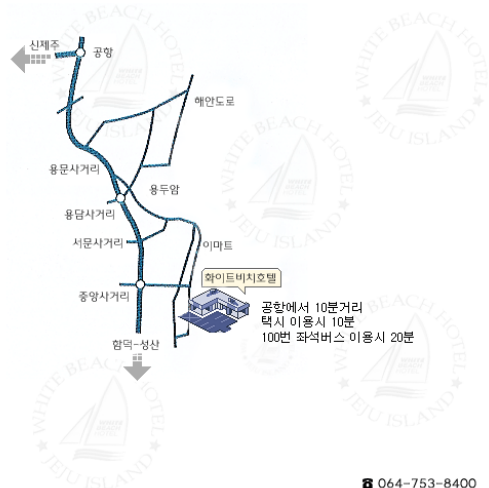 신제주
공항
해안도로
용문사거리
용두암
용담사거리
서문사거리
이마트
화이트비치호텔
중앙사거리
공항에서 10분거리
택시 이용시 10분
100번 좌석버스 이용시 20분
함덕-성산
☎ 064-753-8400
WHITE BEACH HOTEL
JEJU ISLAND